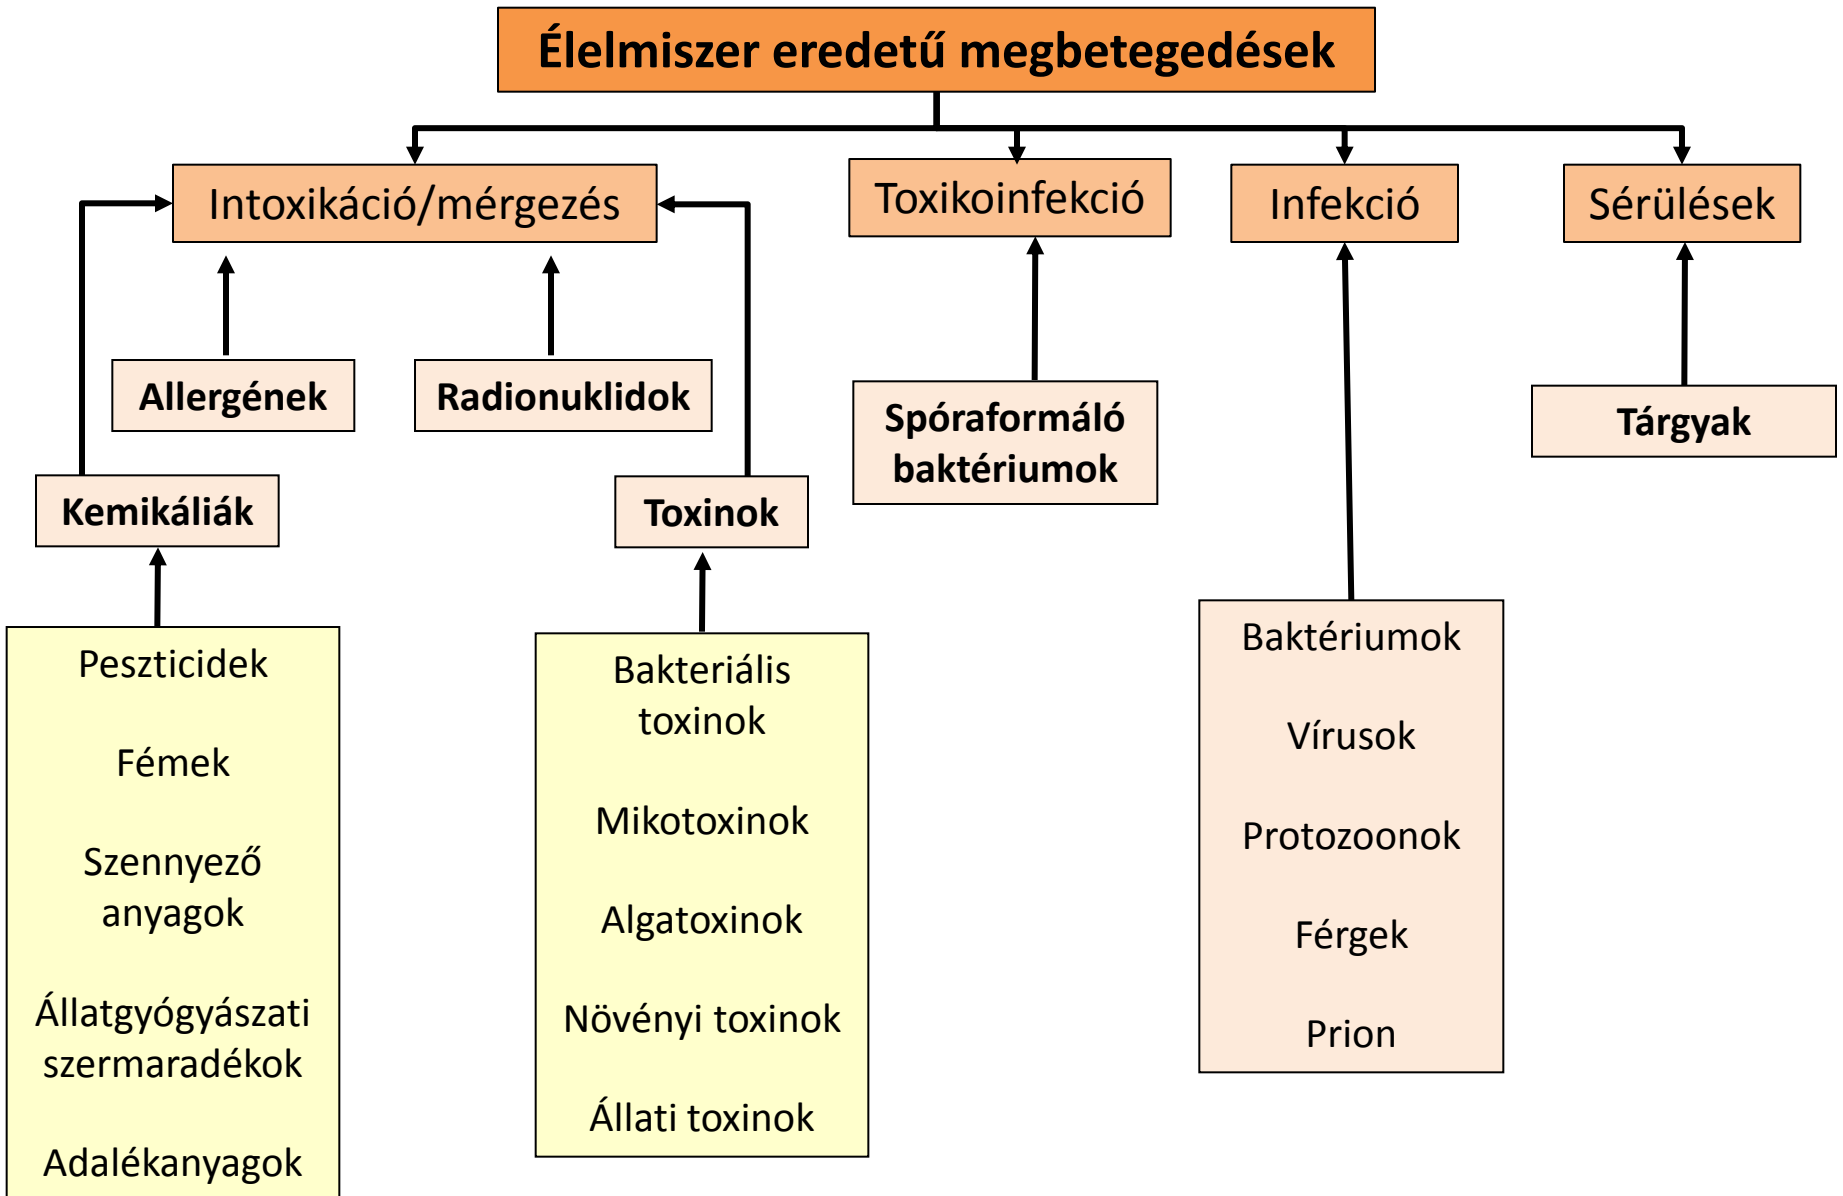 Élelmiszer eredetű megbetegedések
Intoxikáció/mérgezés
Toxikoinfekció
Infekció
Sérülések
Allergének
Radionuklidok
Spóraformáló
baktériumok
Tárgyak
Kemikáliák
Toxinok
Peszticidek
Fémek
Szennyező
anyagok
Állatgyógyászati
szermaradékok
Adalékanyagok
Bakteriális
toxinok
Mikotoxinok
Algatoxinok
Növényi toxinok
Állati toxinok
Baktériumok
Vírusok
Protozoonok
Férgek
Prion